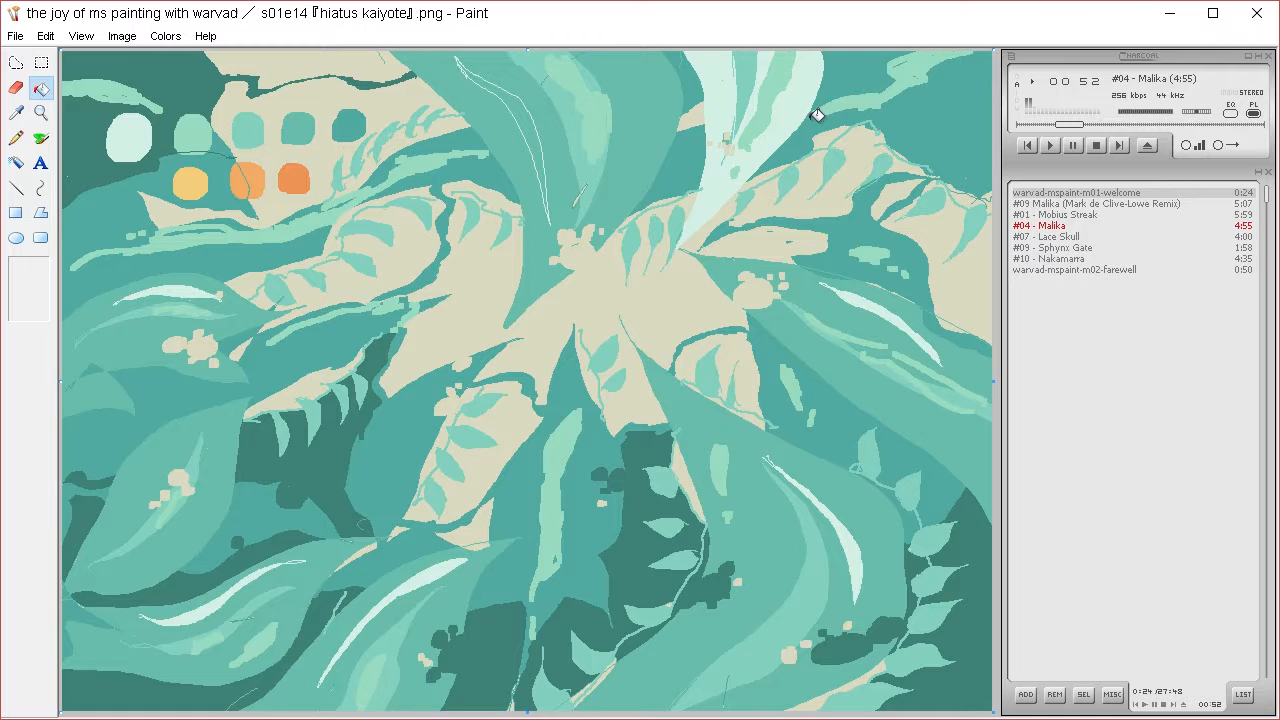 the joy of ms painting with warvad ／ s01e14『hiatus kaiyote』.png - Paint
File Edit View Image Colors Help
CHARCOAL
00 52
#04 - Malika (4:55)
256 kbps 44 kHz
STEREO
EQ PL
warvad-mspaint-m01-welcome 0:24
#09 Malika (Mark de Clive-Lowe Remix) 5:07
#01 - Mobius Streak 5:59
#04 - Malika 4:55
#07 - Lace Skull 4:00
#09 - Sphynx Gate 1:58
#10 - Nakamarra 4:35
warvad-mspaint-m02-farewell 0:50
ADD REM SEL MISC 0:24/27:48 00:52 LIST